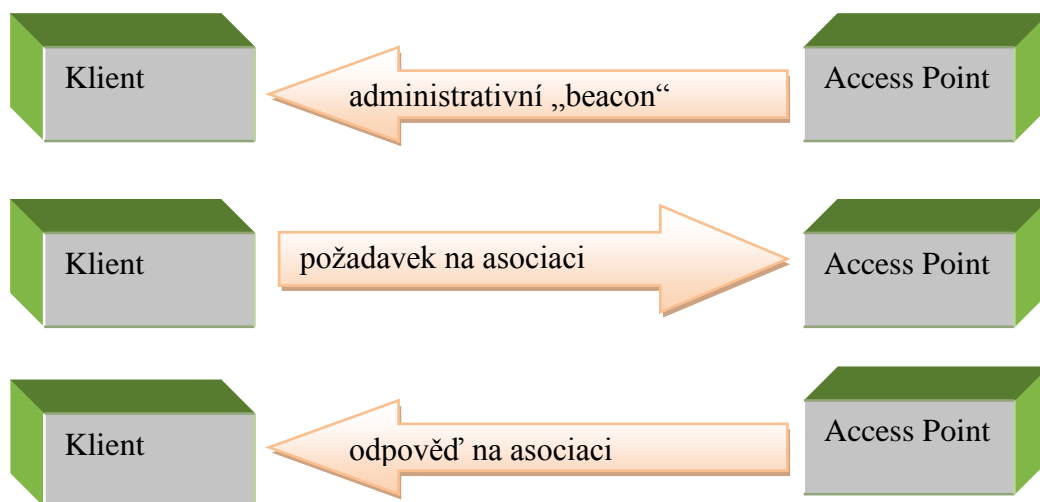 Klient
administrativní „beacon“
Access Point
Klient
požadavek na asociaci
Access Point
Klient
odpověď na asociaci
Access Point